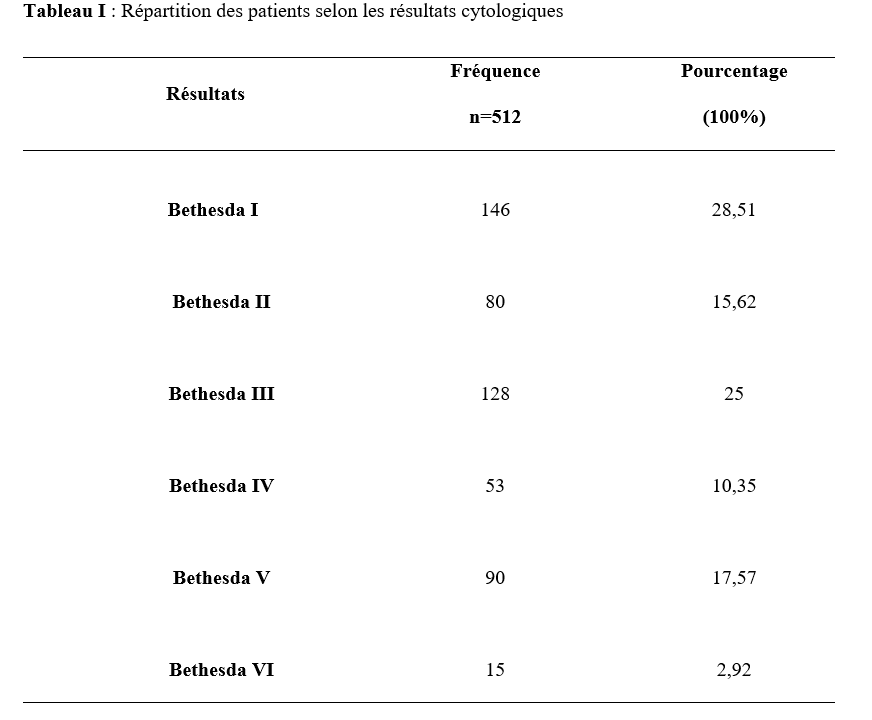 Tableau I : Répartition des patients selon les résultats cytologiques
Résultats Fréquence n=512 Pourcentage (100%)
Bethesda I 146 28,51
Bethesda II 80 15,62
Bethesda III 128 25
Bethesda IV 53 10,35
Bethesda V 90 17,57
Bethesda VI 15 2,92